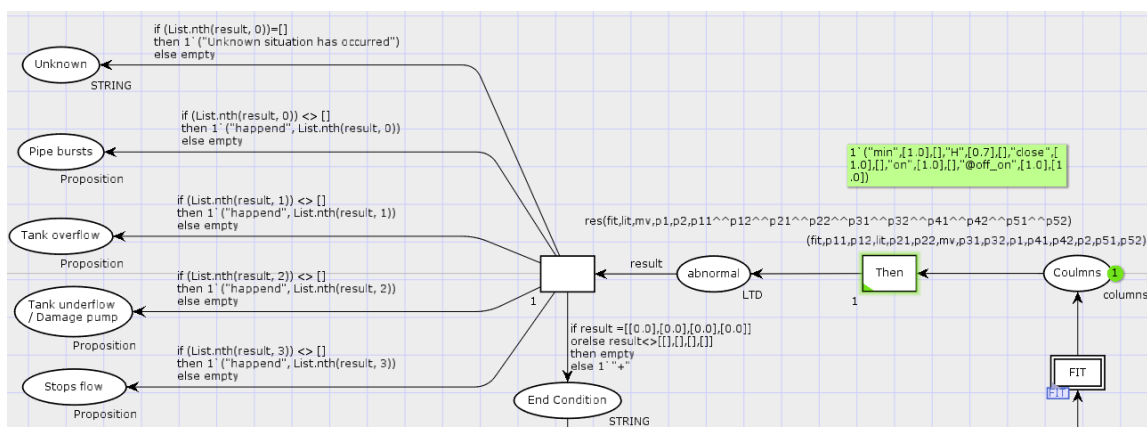 if (List.nth(result, 0))=[]
then 1`("Unknown situation has occurred")
else empty
Unknown
STRING
if (List.nth(result, 0)) <> []
then 1`("happend", List.nth(result, 0))
else empty
Pipe bursts
Proposition
if (List.nth(result, 1)) <> []
then 1`("happend", List.nth(result, 1))
else empty
Tank overflow
Proposition
if (List.nth(result, 2)) <> []
then 1`("happend", List.nth(result, 2))
else empty
Tank underflow
/ Damage pump
Proposition
if (List.nth(result, 3)) <> []
then 1`("happend", List.nth(result, 3))
else empty
Stops flow
Proposition
1
if result =[[0.0],[0.0],[0.0],[0.0]]
orelse result<>[[],[],[],[]]
then empty
else 1`"+"
End Condition
STRING
result
abnormal
LTD
1`("min",[1.0],[],"H",[0.7],[],"close",[
1.0],[],"on",[1.0],[],"@off_on",[1.0],[1
.0])
res(fit,lit,mv,p1,p2,p11^^p12^^p21^^p22^^p31^^p32^^p41^^p42^^p51^^p52)
(fit,p11,p12,lit,p21,p22,mv,p31,p32,p1,p41,p42,p2,p51,p52)
Then
1
Coulmns
1
columns
FIT
FIT